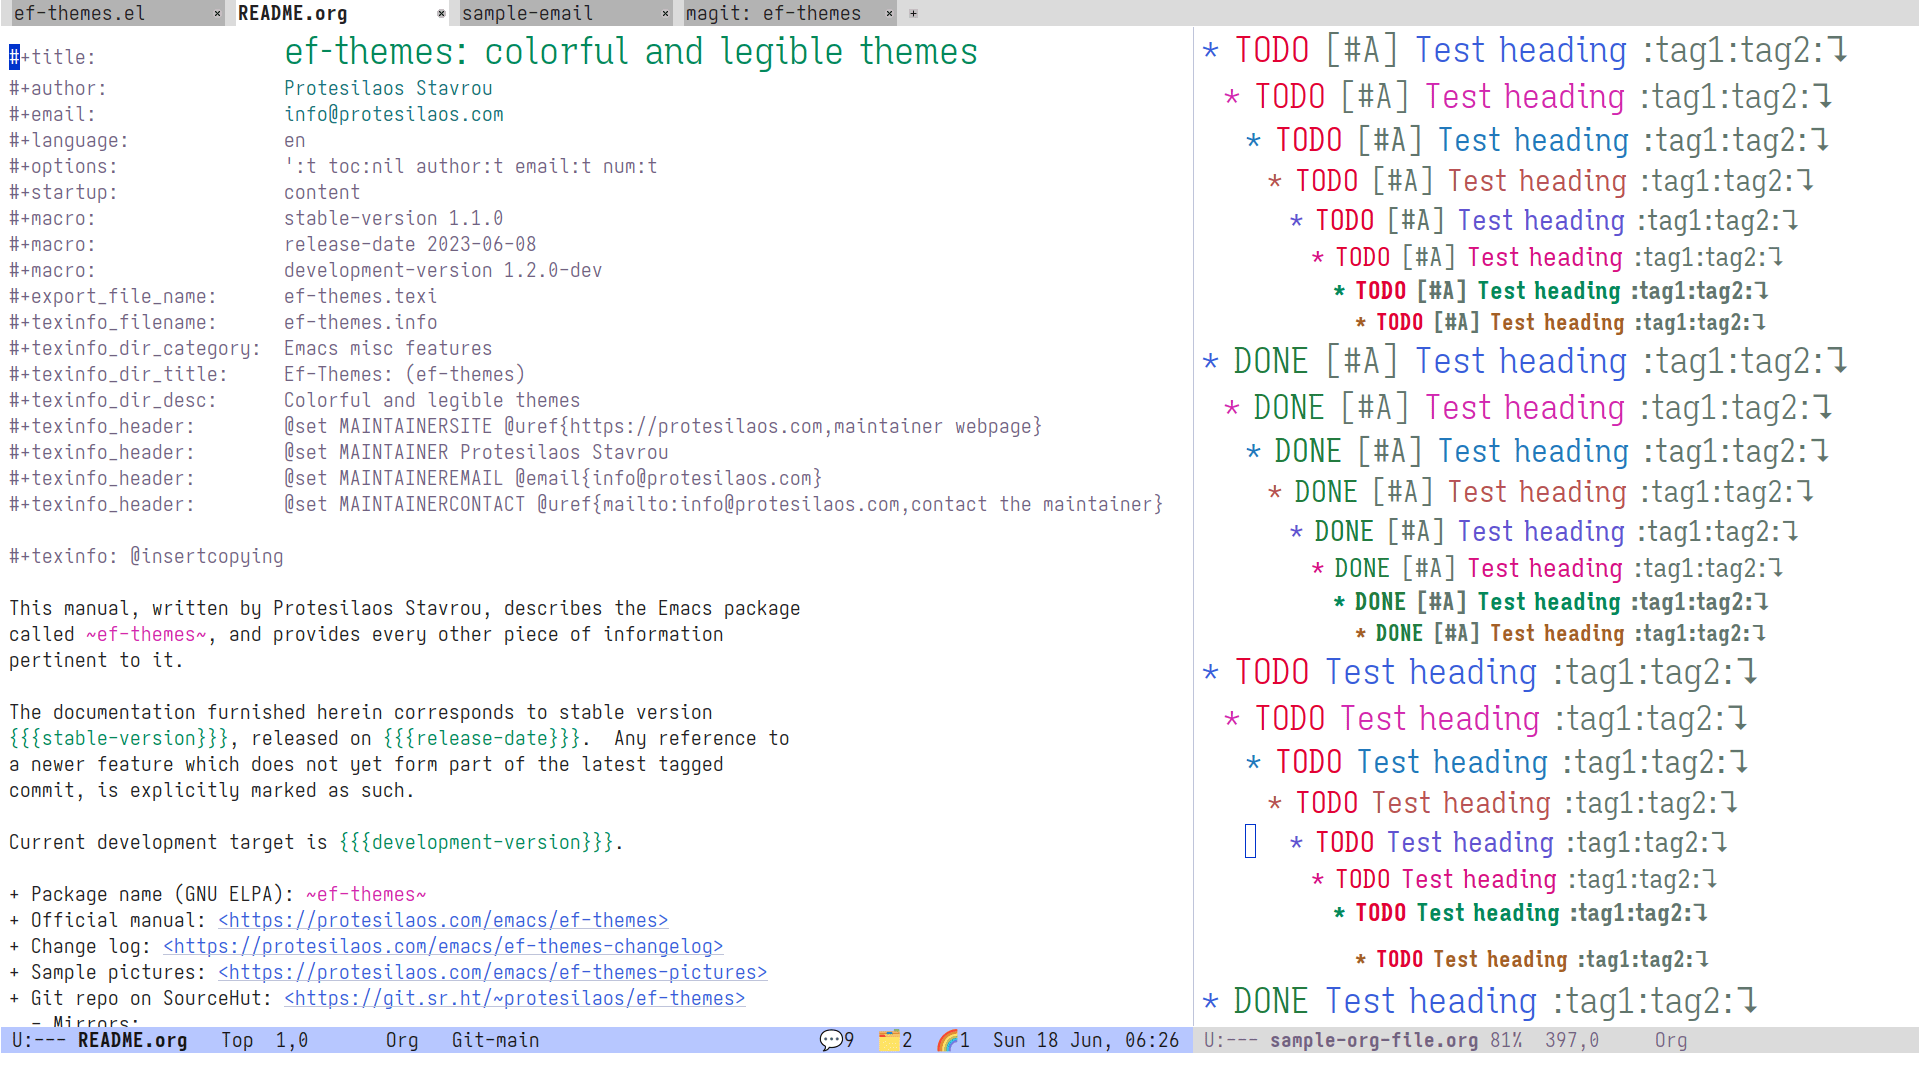 ef-themes.el × README.org × sample-email × magit: ef-themes × +
#+title: ef-themes: colorful and legible themes
#+author: Protesilaos Stavrou
#+email: info@protesilaos.com
#+language: en
#+options: ':t toc:nil author:t email:t num:t
#+startup: content
#+macro: stable-version 1.1.0
#+macro: release-date 2023-06-08
#+macro: development-version 1.2.0-dev
#+export_file_name: ef-themes.texi
#+texinfo_filename: ef-themes.info
#+texinfo_dir_category: Emacs misc features
#+texinfo_dir_title: Ef-Themes: (ef-themes)
#+texinfo_dir_desc: Colorful and legible themes
#+texinfo_header: @set MAINTAINERSITE @uref{https://protesilaos.com,maintainer webpage}
#+texinfo_header: @set MAINTAINER Protesilaos Stavrou
#+texinfo_header: @set MAINTAINEREMAIL @email{info@protesilaos.com}
#+texinfo_header: @set MAINTAINERCONTACT @uref{mailto:info@protesilaos.com,contact the maintainer}
#+texinfo: @insertcopying
This manual, written by Protesilaos Stavrou, describes the Emacs package
called ~ef-themes~, and provides every other piece of information
pertinent to it.
The documentation furnished herein corresponds to stable version
{{{stable-version}}}, released on {{{release-date}}}.  Any reference to
a newer feature which does not yet form part of the latest tagged
commit, is explicitly marked as such.
Current development target is {{{development-version}}}.
+ Package name (GNU ELPA): ~ef-themes~
+ Official manual: <https://protesilaos.com/emacs/ef-themes>
+ Change log: <https://protesilaos.com/emacs/ef-themes-changelog>
+ Sample pictures: <https://protesilaos.com/emacs/ef-themes-pictures>
+ Git repo on SourceHut: <https://git.sr.ht/~protesilaos/ef-themes>
- Mirrors:
U:--- README.org Top 1,0 Org Git-main 💬9 🗂️2 🌈1 Sun 18 Jun, 06:26
* TODO [#A] Test heading :tag1:tag2:⤵
* TODO [#A] Test heading :tag1:tag2:⤵
* TODO [#A] Test heading :tag1:tag2:⤵
* TODO [#A] Test heading :tag1:tag2:⤵
* TODO [#A] Test heading :tag1:tag2:⤵
* TODO [#A] Test heading :tag1:tag2:⤵
* TODO [#A] Test heading :tag1:tag2:⤵
* TODO [#A] Test heading :tag1:tag2:⤵
* DONE [#A] Test heading :tag1:tag2:⤵
* DONE [#A] Test heading :tag1:tag2:⤵
* DONE [#A] Test heading :tag1:tag2:⤵
* DONE [#A] Test heading :tag1:tag2:⤵
* DONE [#A] Test heading :tag1:tag2:⤵
* DONE [#A] Test heading :tag1:tag2:⤵
* DONE [#A] Test heading :tag1:tag2:⤵
* DONE [#A] Test heading :tag1:tag2:⤵
* TODO Test heading :tag1:tag2:⤵
* TODO Test heading :tag1:tag2:⤵
* TODO Test heading :tag1:tag2:⤵
* TODO Test heading :tag1:tag2:⤵
* TODO Test heading :tag1:tag2:⤵
* TODO Test heading :tag1:tag2:⤵
* TODO Test heading :tag1:tag2:⤵
* TODO Test heading :tag1:tag2:⤵
* DONE Test heading :tag1:tag2:⤵
U:--- sample-org-file.org 81% 397,0 Org